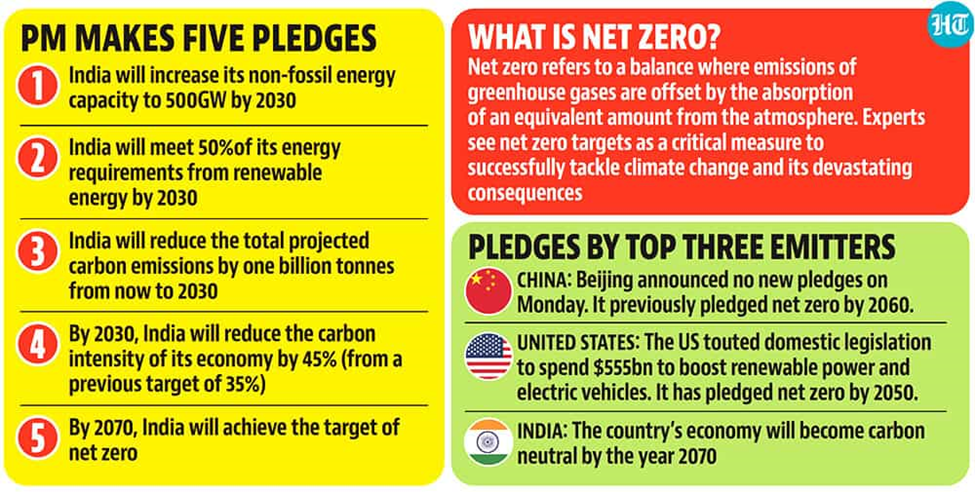 PM MAKES FIVE PLEDGES
1
India will increase its non-fossil energy
capacity to 500GW by 2030
2
India will meet 50%of its energy
requirements from renewable
energy by 2030
3
India will reduce the total projected
carbon emissions by one billion tonnes
from now to 2030
4
By 2030, India will reduce the carbon
intensity of its economy by 45% (from a
previous target of 35%)
5
By 2070, India will achieve the target of
net zero
HT
WHAT IS NET ZERO?
Net zero refers to a balance where emissions of
greenhouse gases are offset by the absorption
of an equivalent amount from the atmosphere. Experts
see net zero targets as a critical measure to
successfully tackle climate change and its devastating
consequences
PLEDGES BY TOP THREE EMITTERS
CHINA: Beijing announced no new pledges on
Monday. It previously pledged net zero by 2060.
UNITED STATES: The US touted domestic legislation
to spend $555bn to boost renewable power and
electric vehicles. It has pledged net zero by 2050.
INDIA: The country's economy will become carbon
neutral by the year 2070